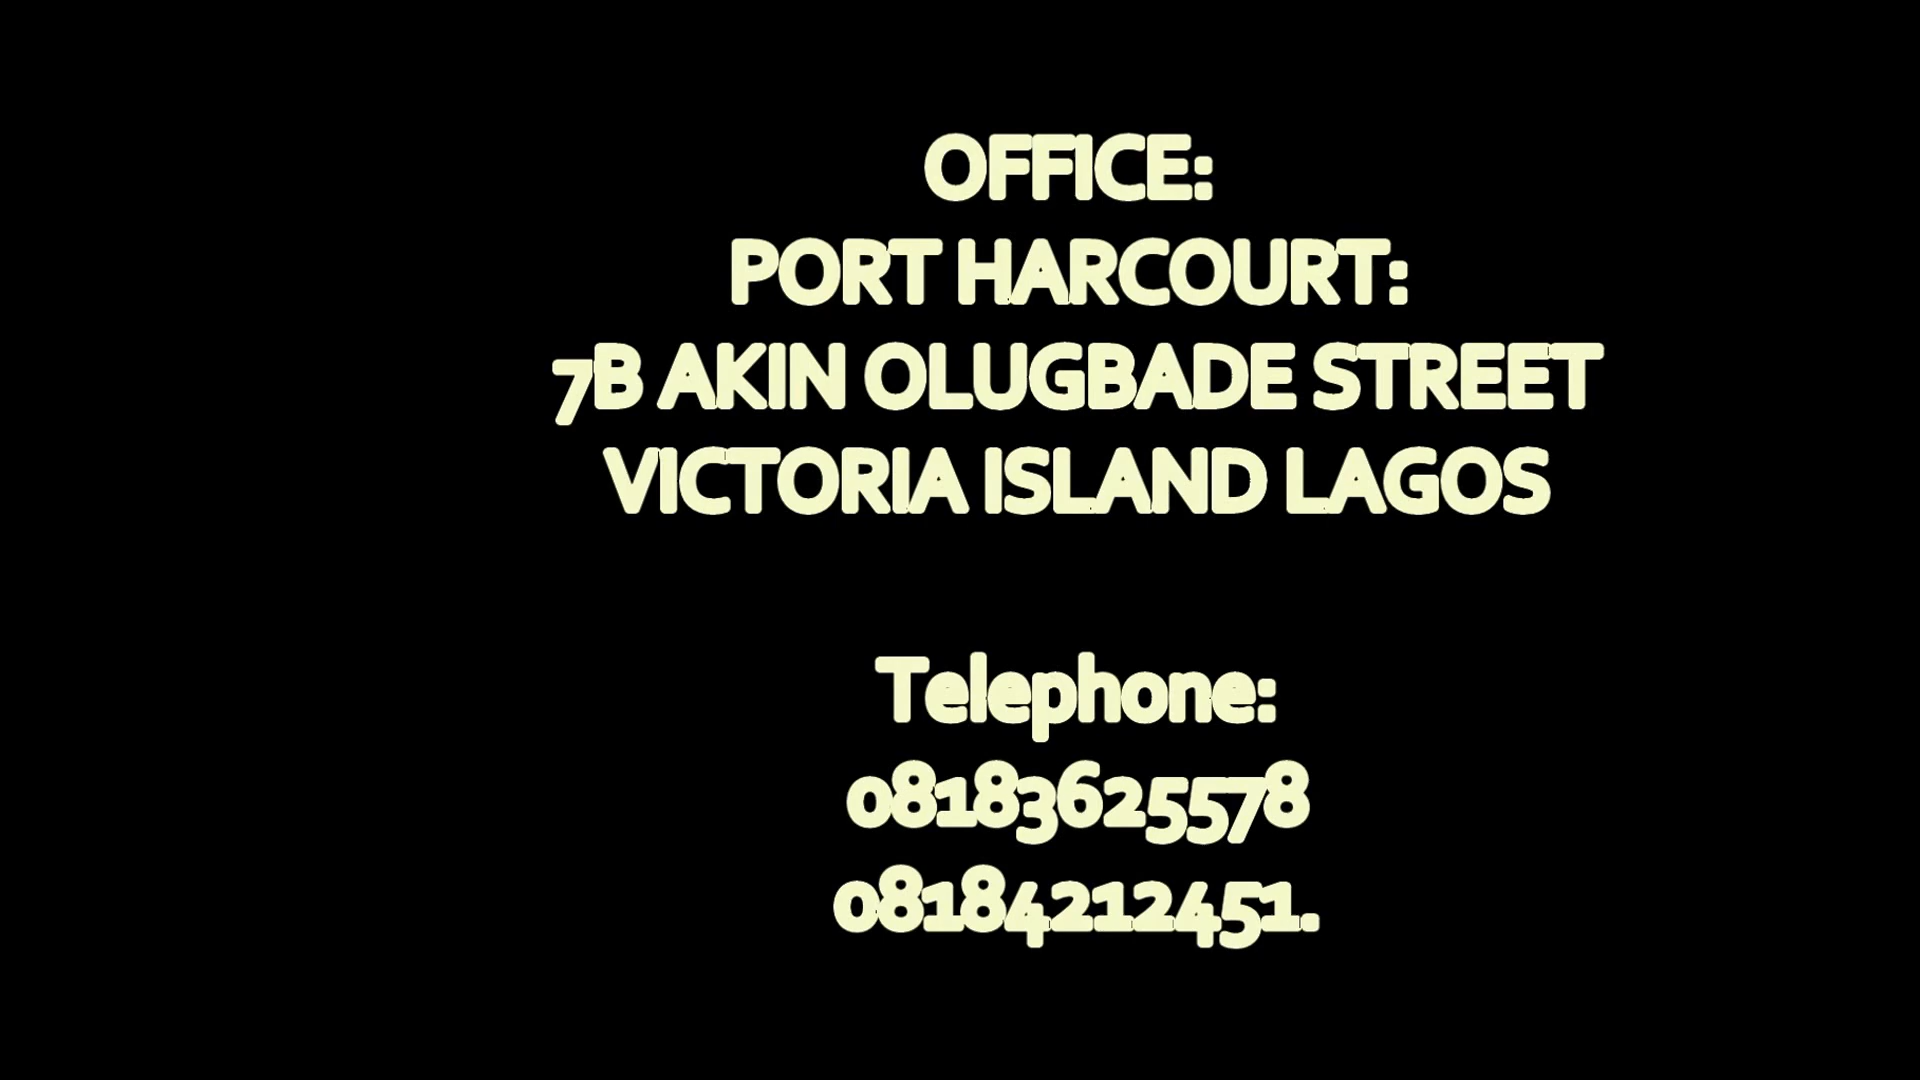 OFFICE:
PORT HARCOURT:
7B AKIN OLUGBADE STREET
VICTORIA ISLAND LAGOS
Telephone:
08183625578
08184212451.